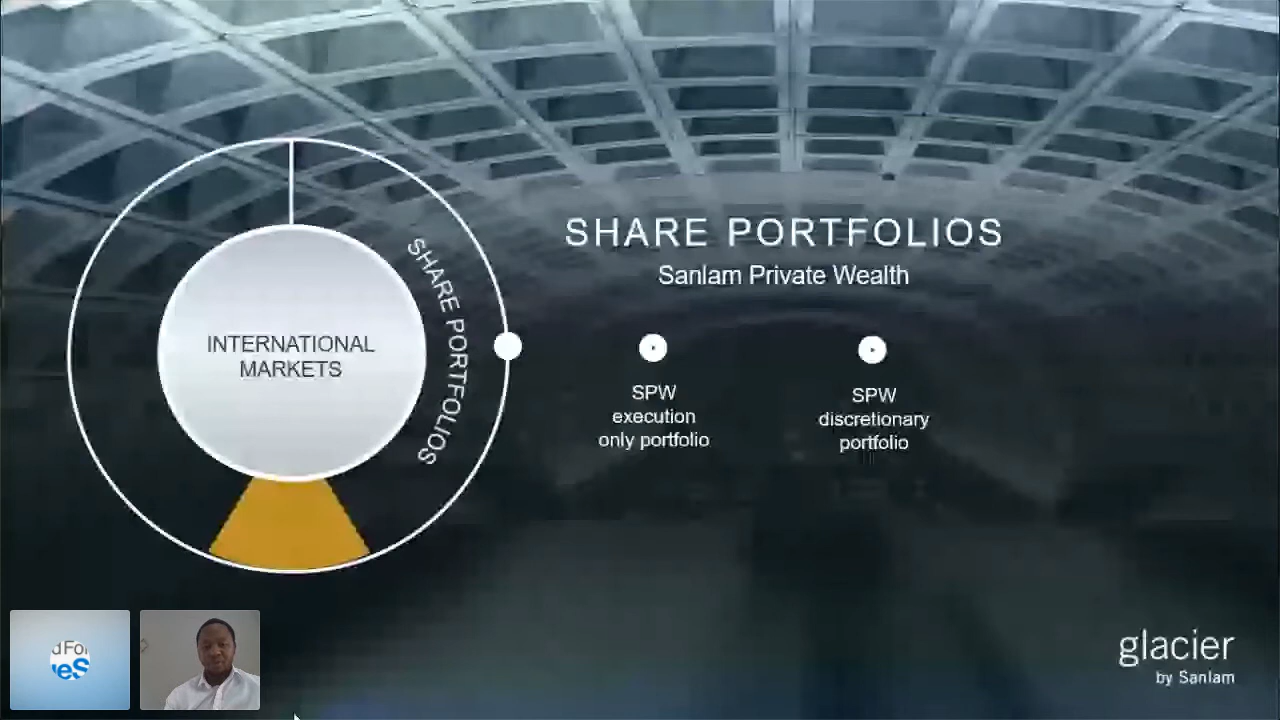 SHARE PORTFOLIOS
Sanlam Private Wealth
INTERNATIONAL
MARKETS
SHARE PORTFOLIOS
SPW
execution
only portfolio
SPW
discretionary
portfolio
glacier
by Sanlam